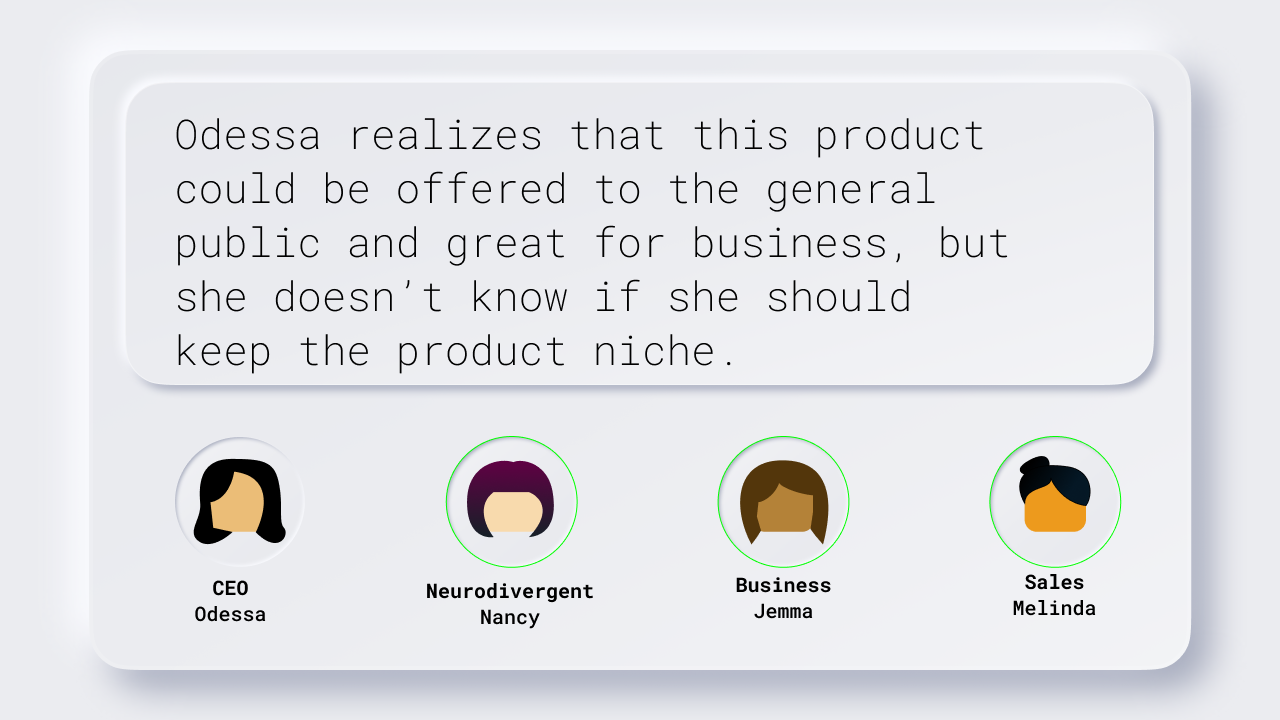 Odessa realizes that this product
could be offered to the general
public and great for business, but
she doesn’t know if she should
keep the product niche.
CEO
Odessa
Neurodivergent
Nancy
Business
Jemma
Sales
Melinda